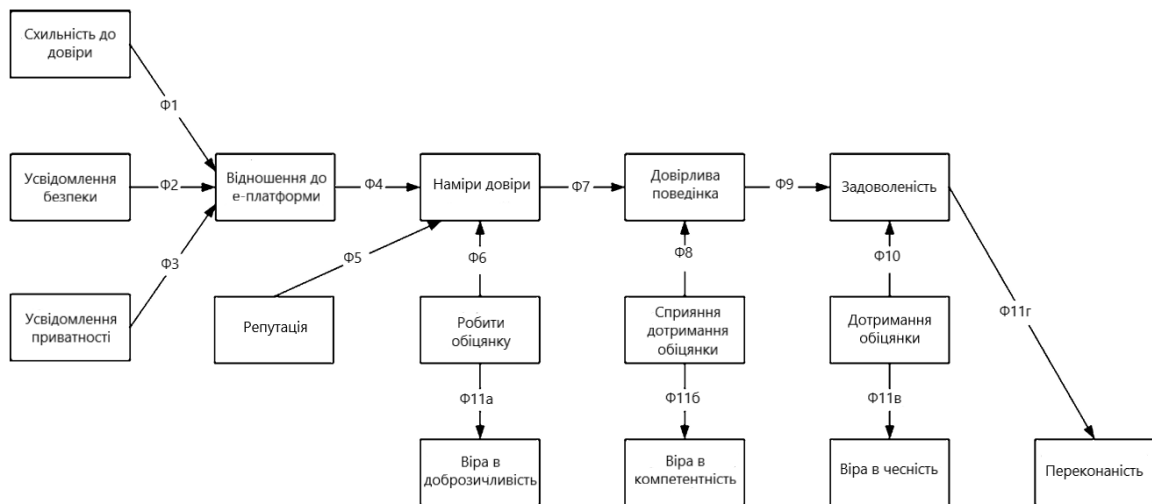 Схильність до
довіри
Ф1
Усвідомлення
безпеки
Ф2
Відношення до
е-платформи
Ф4
Наміри довіри
Ф7
Довірлива
поведінка
Ф9
Задоволеність
Ф3
Ф5
Ф6
Ф8
Ф10
Усвідомлення
приватності
Репутація
Робити
обіцянку
Сприяння
дотримання
обіцянки
Дотримання
обіцянки
Ф11г
Ф11а
Ф11б
Ф11в
Віра в
доброзичливість
Віра в
компетентність
Віра в чесність
Переконаність